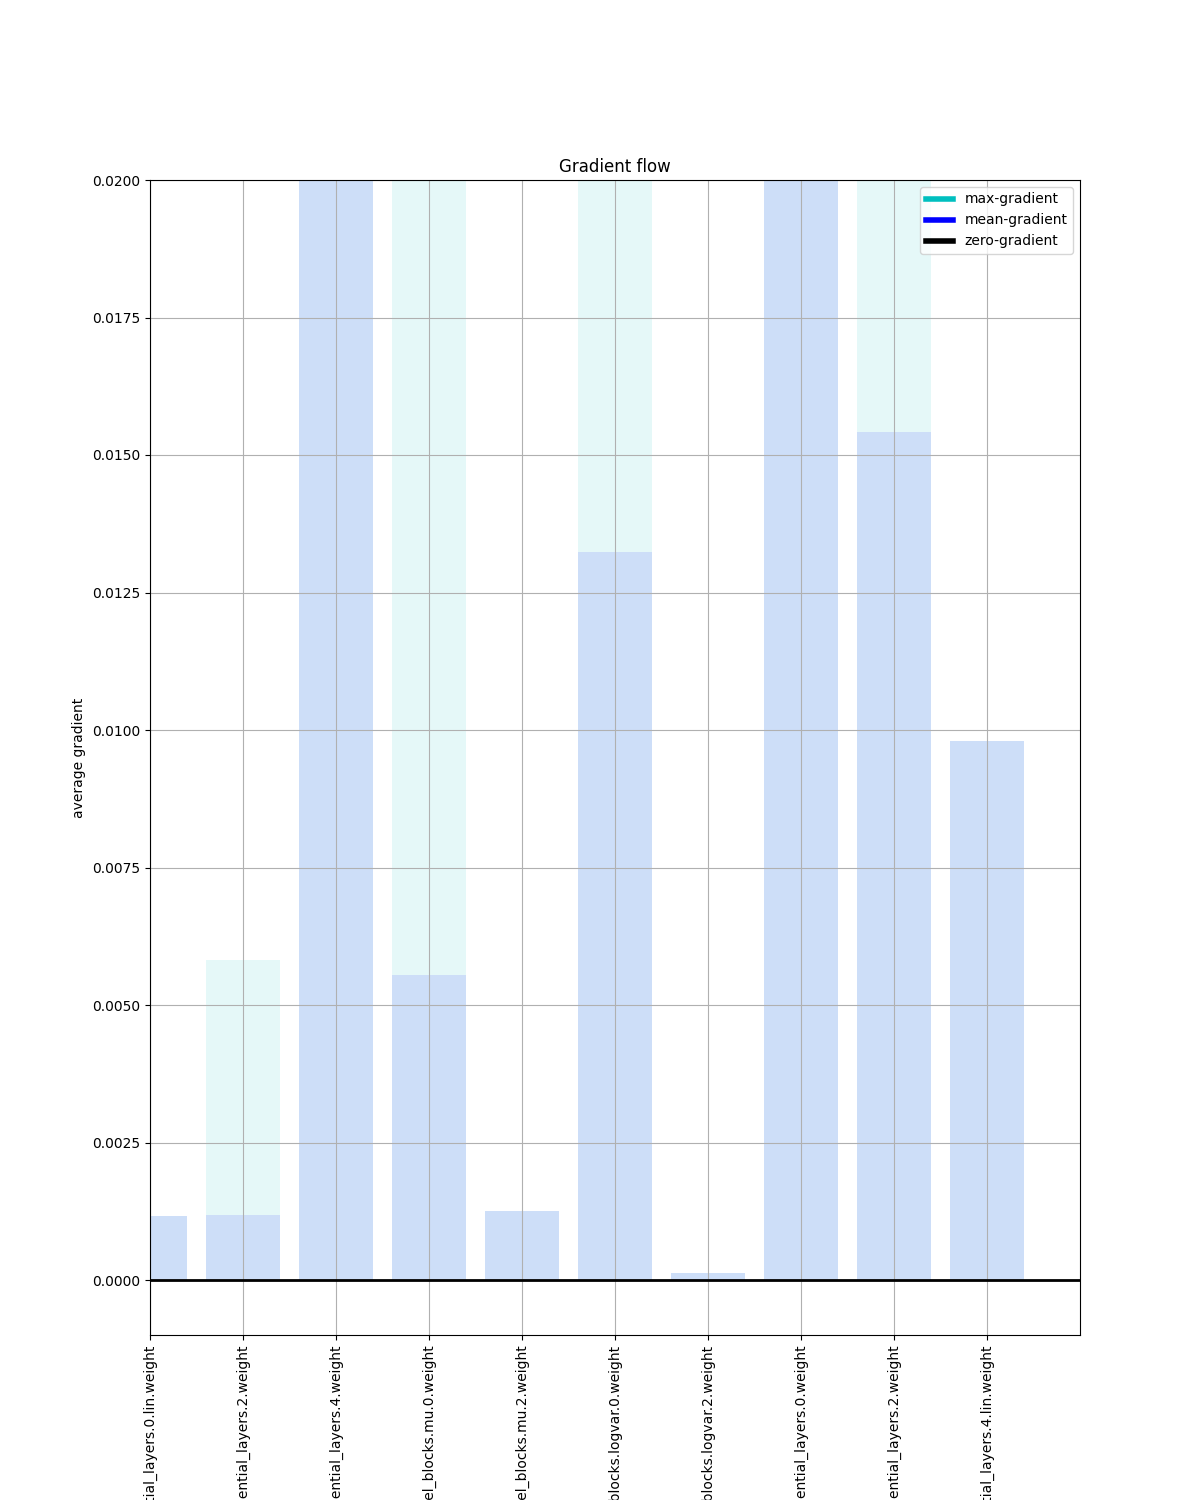 Gradient flow
max-gradient
mean-gradient
zero-gradient
0.0200
0.0175
0.0150
0.0125
0.0100
0.0075
0.0050
0.0025
0.0000
average gradient
tial_layers.0.lin.weight
ential_layers.2.weight
ential_layers.4.weight
el_blocks.mu.0.weight
el_blocks.mu.2.weight
blocks.logvar.0.weight
blocks.logvar.2.weight
ential_layers.0.weight
ential_layers.2.weight
tial_layers.4.lin.weight